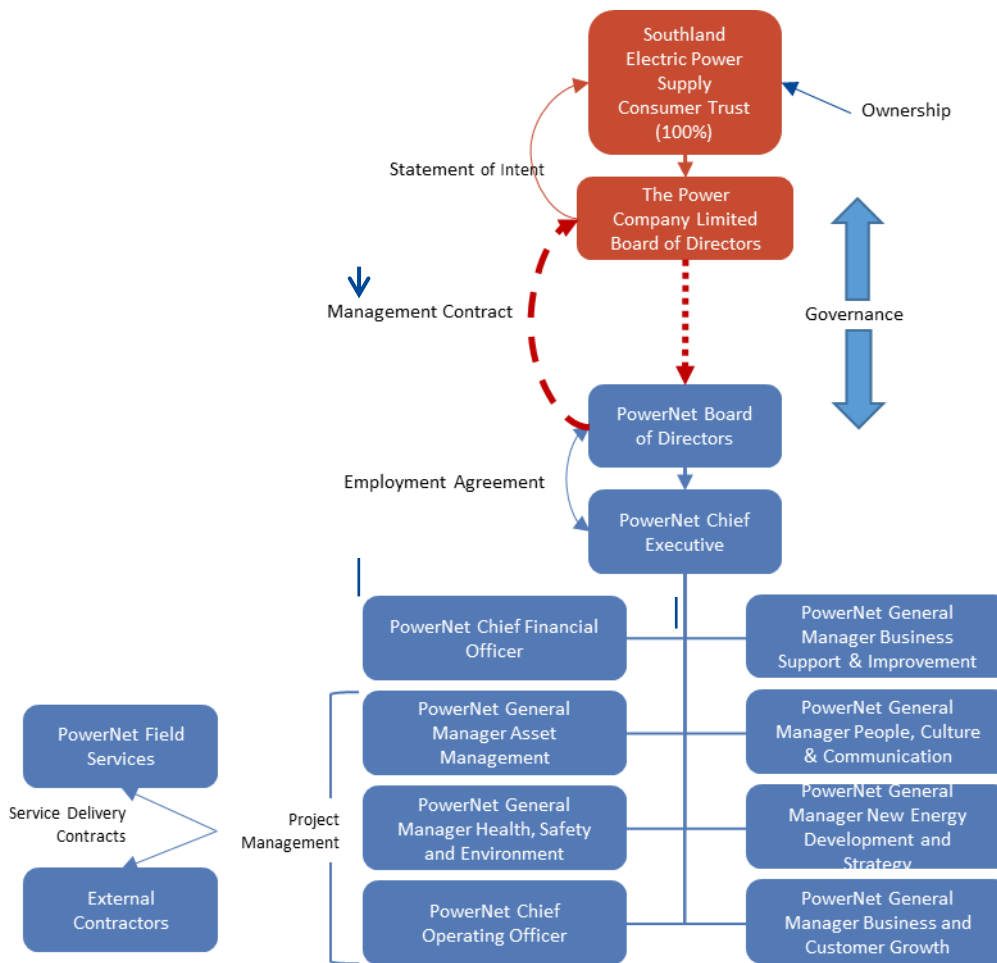 Southland
Electric Power
Supply
Consumer Trust
(100%)
Ownership
Statement of Intent
The Power
Company Limited
Board of Directors
Management Contract
Governance
PowerNet Board
of Directors
Employment Agreement
PowerNet Chief
Executive
PowerNet Chief Financial
Officer
PowerNet General
Manager Business
Support & Improvement
PowerNet General
Manager Asset
Management
PowerNet General
Manager People, Culture
& Communication
PowerNet Field
Services
Service Delivery
Contracts
External
Contractors
Project
Management
PowerNet General
Manager Health, Safety
and Environment
PowerNet General
Manager New Energy
Development and
Strategy
PowerNet Chief
Operating Officer
PowerNet General
Manager Business and
Customer Growth